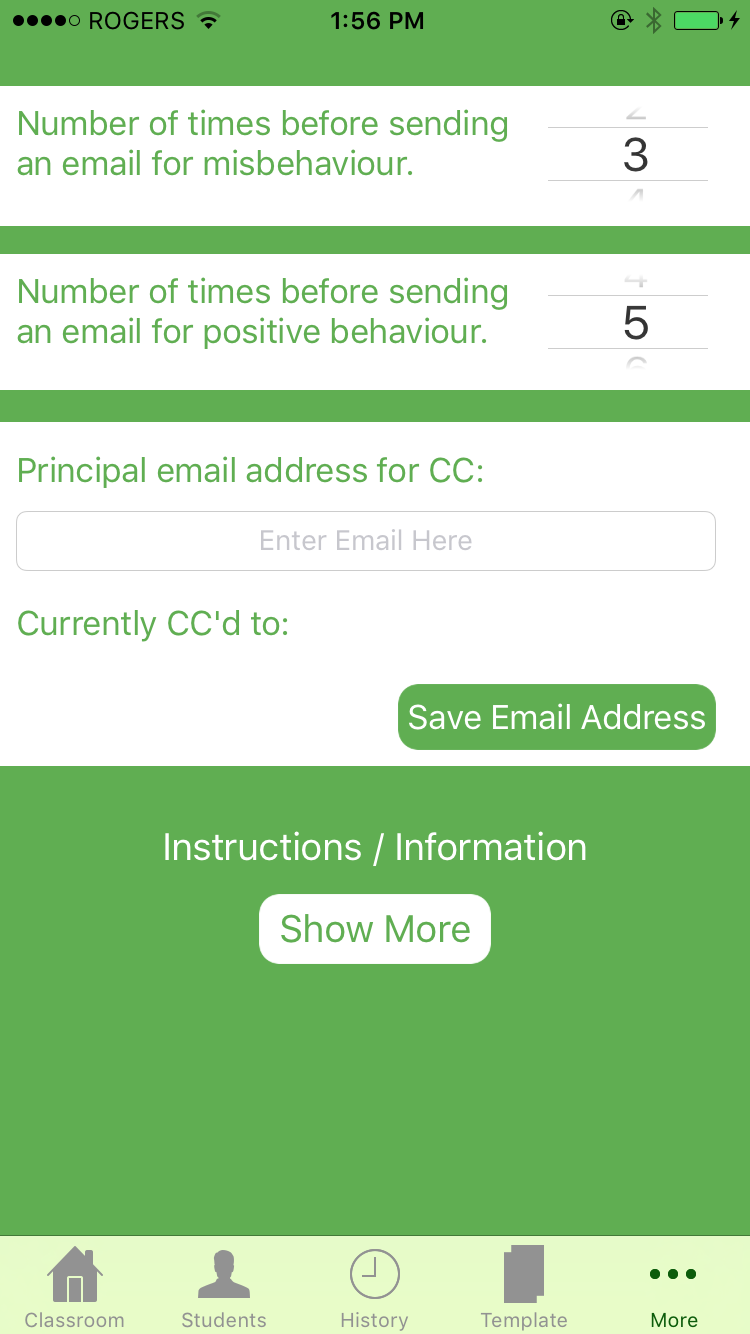 ROGERS 1:56 PM
Number of times before sending
an email for misbehaviour.
2
3
4
Number of times before sending
an email for positive behaviour.
4
5
6
Principal email address for CC:
Enter Email Here
Currently CC'd to:
Save Email Address
Instructions / Information
Show More
Classroom Students History Template More